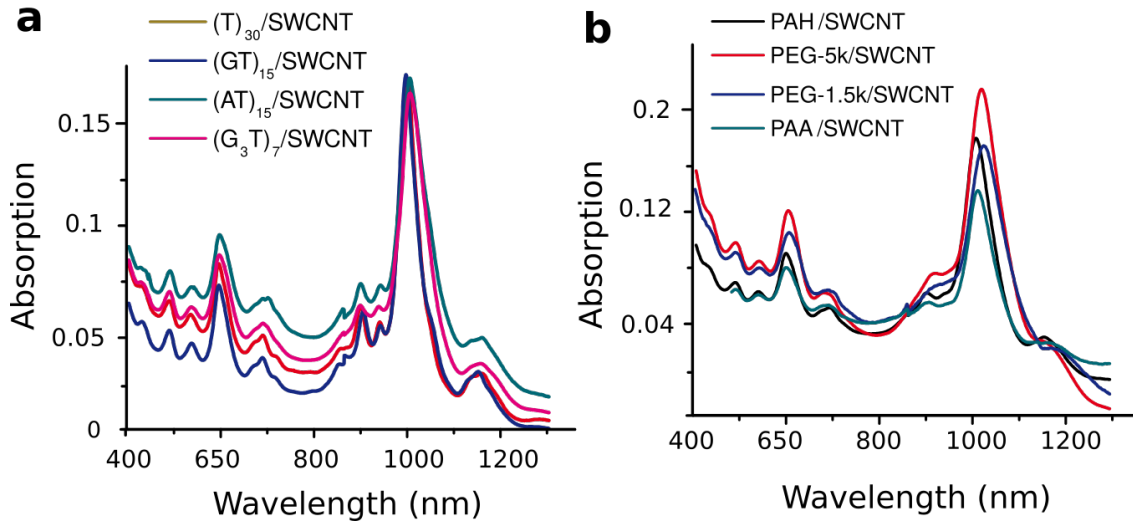 a
(T)₃₀/SWCNT
(GT)₁₅/SWCNT
(AT)₁₅/SWCNT
(G₃T)₇/SWCNT
0.15
0.1
0.05
0
Absorption
400 650 800 1000 1200
Wavelength (nm)
b
PAH/SWCNT
PEG-5k/SWCNT
PEG-1.5k/SWCNT
PAA/SWCNT
0.2
0.12
0.04
Absorption
400 650 800 1000 1200
Wavelength (nm)